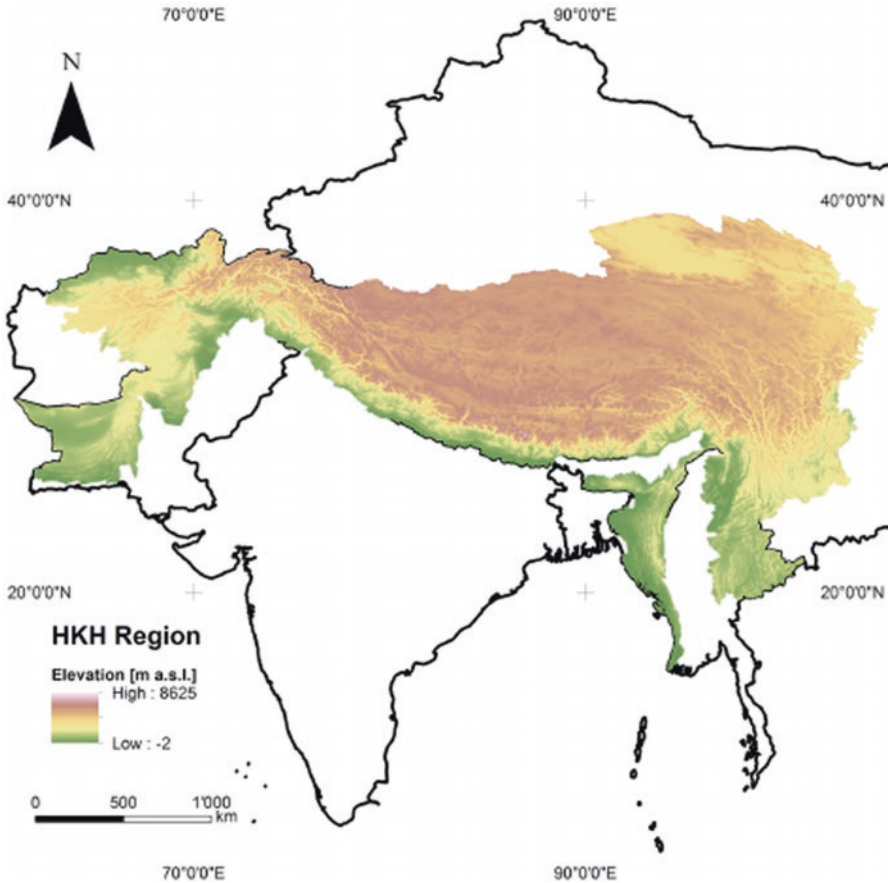 70°0'0"E 90°0'0"E
N
40°0'0"N 40°0'0"N
20°0'0"N 20°0'0"N
HKH Region
Elevation [m a.s.l.]
High : 8625
Low : -2
0 500 1'000
km
70°0'0"E 90°0'0"E